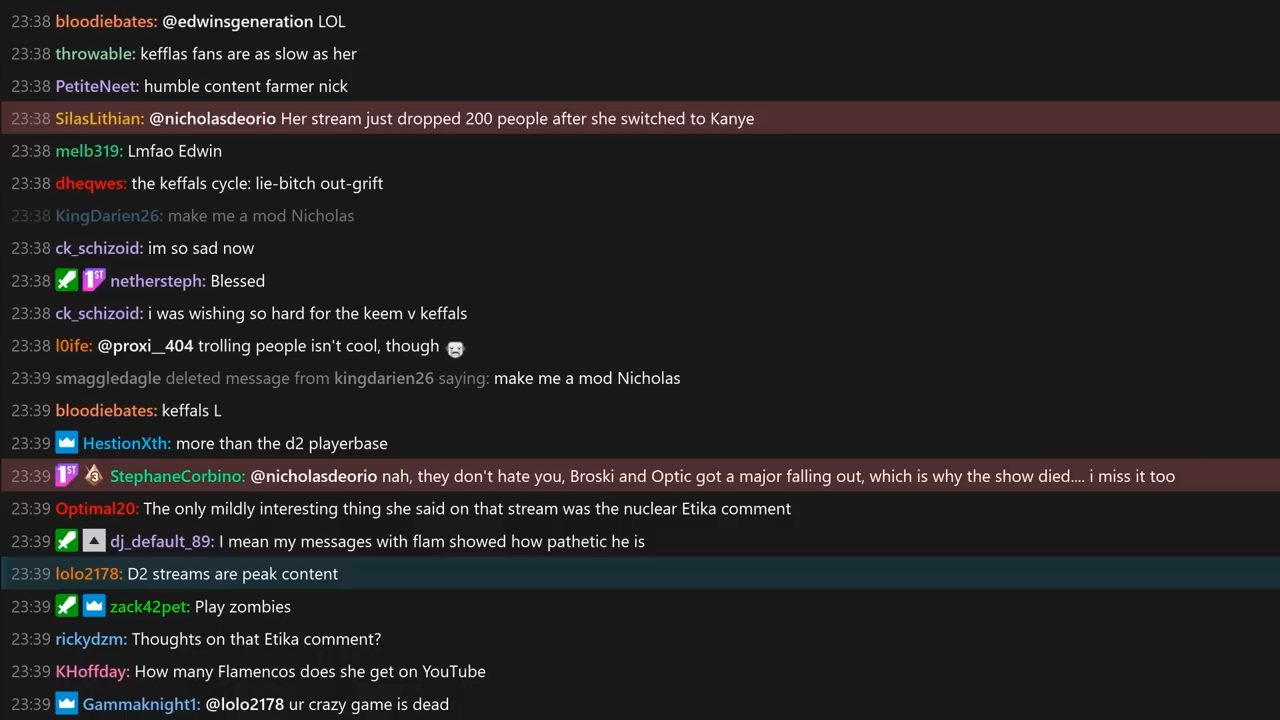 23:38 bloodiebates: @edwinsgeneration LOL
23:38 throwable: kefflas fans are as slow as her
23:38 PetiteNeet: humble content farmer nick
23:38 SilasLithian: @nicholasdeorio Her stream just dropped 200 people after she switched to Kanye
23:38 melb319: Lmfao Edwin
23:38 dheqwes: the keffals cycle: lie-bitch out-grift
23:38 KingDarien26: make me a mod Nicholas
23:38 ck_schizoid: im so sad now
23:38 1ST nethersteph: Blessed
23:38 ck_schizoid: i was wishing so hard for the keem v keffals
23:38 l0ife: @proxi__404 trolling people isn't cool, though
23:39 smaggledagle deleted message from kingdarien26 saying: make me a mod Nicholas
23:39 bloodiebates: keffals L
23:39 HestionXth: more than the d2 playerbase
23:39 1ST 3 StephaneCorbino: @nicholasdeorio nah, they don't hate you, Broski and Optic got a major falling out, which is why the show died.... i miss it too
23:39 Optimal20: The only mildly interesting thing she said on that stream was the nuclear Etika comment
23:39 dj_default_89: I mean my messages with flam showed how pathetic he is
23:39 lolo2178: D2 streams are peak content
23:39 zack42pet: Play zombies
23:39 rickydzm: Thoughts on that Etika comment?
23:39 KHoffday: How many Flamencos does she get on YouTube
23:39 Gammaknight1: @lolo2178 ur crazy game is dead